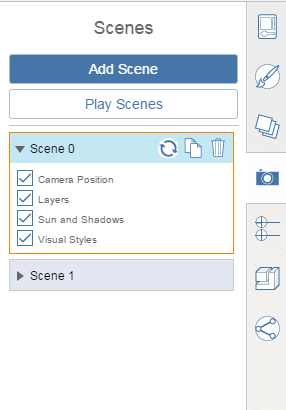 Scenes
Add Scene
Play Scenes
Scene 0
Camera Position
Layers
Sun and Shadows
Visual Styles
Scene 1